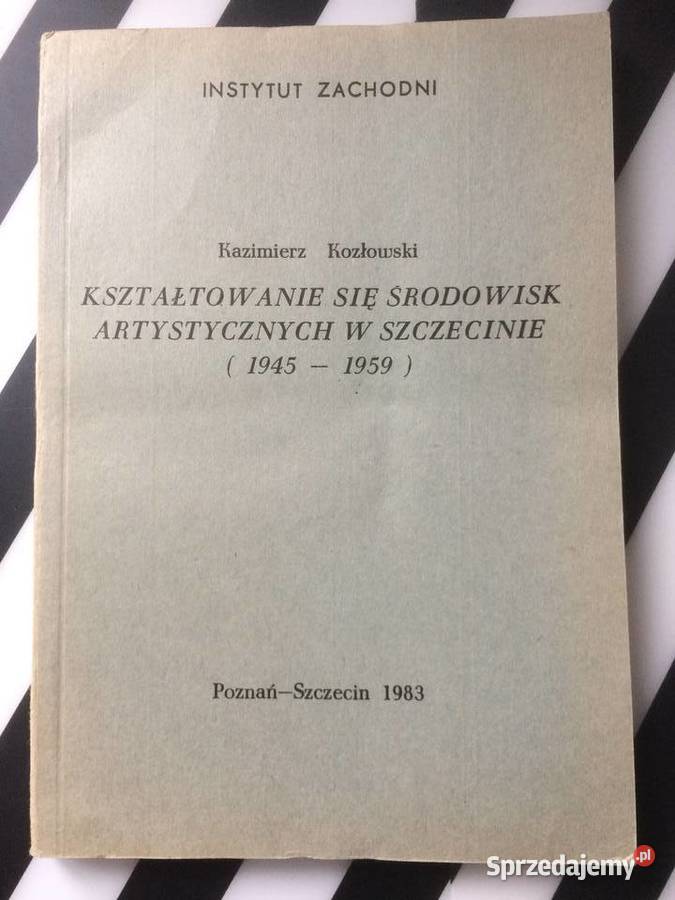 INSTYTUT ZACHODNI
Kazimierz Kozłowski
KSZTAŁTOWANIE SIĘ ŚRODOWISK
ARTYSTYCZNYCH W SZCZECINIE
( 1945 — 1959 )
Poznań—Szczecin 1983
Sprzedajemy.pl